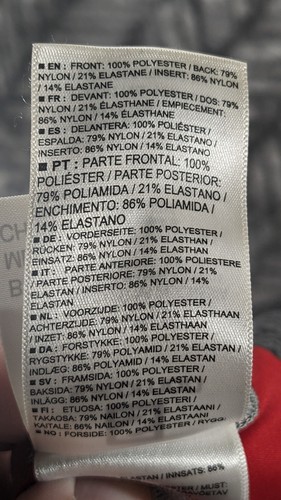 ■ EN : FRONT: 100% POLYESTER / BACK: 79%
NYLON / 21% ELASTANE / INSERT: 86% NYLON
/ 14% ELASTANE
■ FR : DEVANT: 100% POLYESTER / DOS: 79%
NYLON / 21% ÉLASTHANE / EMPIECEMENT:
86% NYLON / 14% ÉLASTHANE
■ ES : DELANTERA: 100% POLIÉSTER /
ESPALDA: 79% NYLON / 21% ELASTANO /
INSERTO: 86% NYLON / 14% ELASTANO
■ PT : PARTE FRONTAL: 100%
POLIÉSTER / PARTE POSTERIOR:
79% POLIAMIDA / 21% ELASTANO /
ENCHIMENTO: 86% POLIAMIDA /
14% ELASTANO
■ DE : VORDERSEITE: 100% POLYESTER /
RÜCKEN: 79% NYLON / 21% ELASTHAN /
EINSATZ: 86% NYLON / 14% ELASTHAN
■ IT : PARTE ANTERIORE: 100% POLIESTERE
/ PARTE POSTERIORE: 79% NYLON / 21%
ELASTAN / INSERTO: 86% NYLON / 14%
ELASTAN
■ NL : VOORZIJDE: 100% POLYESTER /
ACHTERZIJDE: 79% NYLON / 21% ELASTHAAN
/ INZET: 86% NYLON / 14% ELASTHAAN
■ DA : FORSTYKKE: 100% POLYESTER /
RYGSTYKKE: 79% POLYAMID / 21% ELASTAN /
INDLÆG: 86% POLYAMID / 14% ELASTAN
■ SV : FRAMSIDA: 100% POLYESTER /
BAKSIDA: 79% NYLON / 21% ELASTAN /
INLÄGG: 86% NYLON / 14% ELASTAN
■ FI : ETUOSA: 100% POLYESTERI /
TAKAOSA: 79% NAILON / 21% ELASTAANI /
KAITALE: 86% NAILON / 14% ELASTAANI
■ NO : FORSIDE: 100% POLYESTER / RYGG:
ELASTAN / INNSATS: 86%